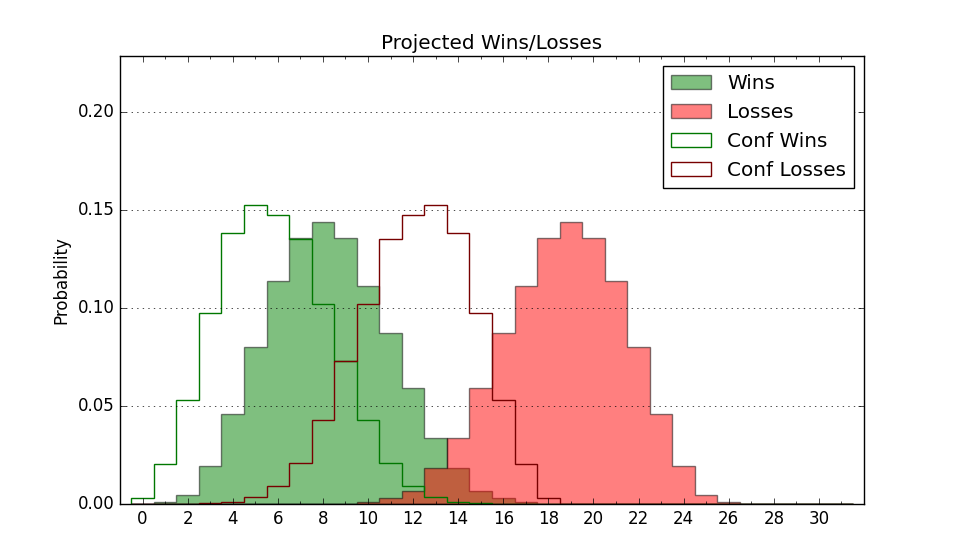 Projected Wins/Losses
Wins
Losses
Conf Wins
Conf Losses
Probability
0.20
0.15
0.10
0.05
0.00
0 2 4 6 8 10 12 14 16 18 20 22 24 26 28 30